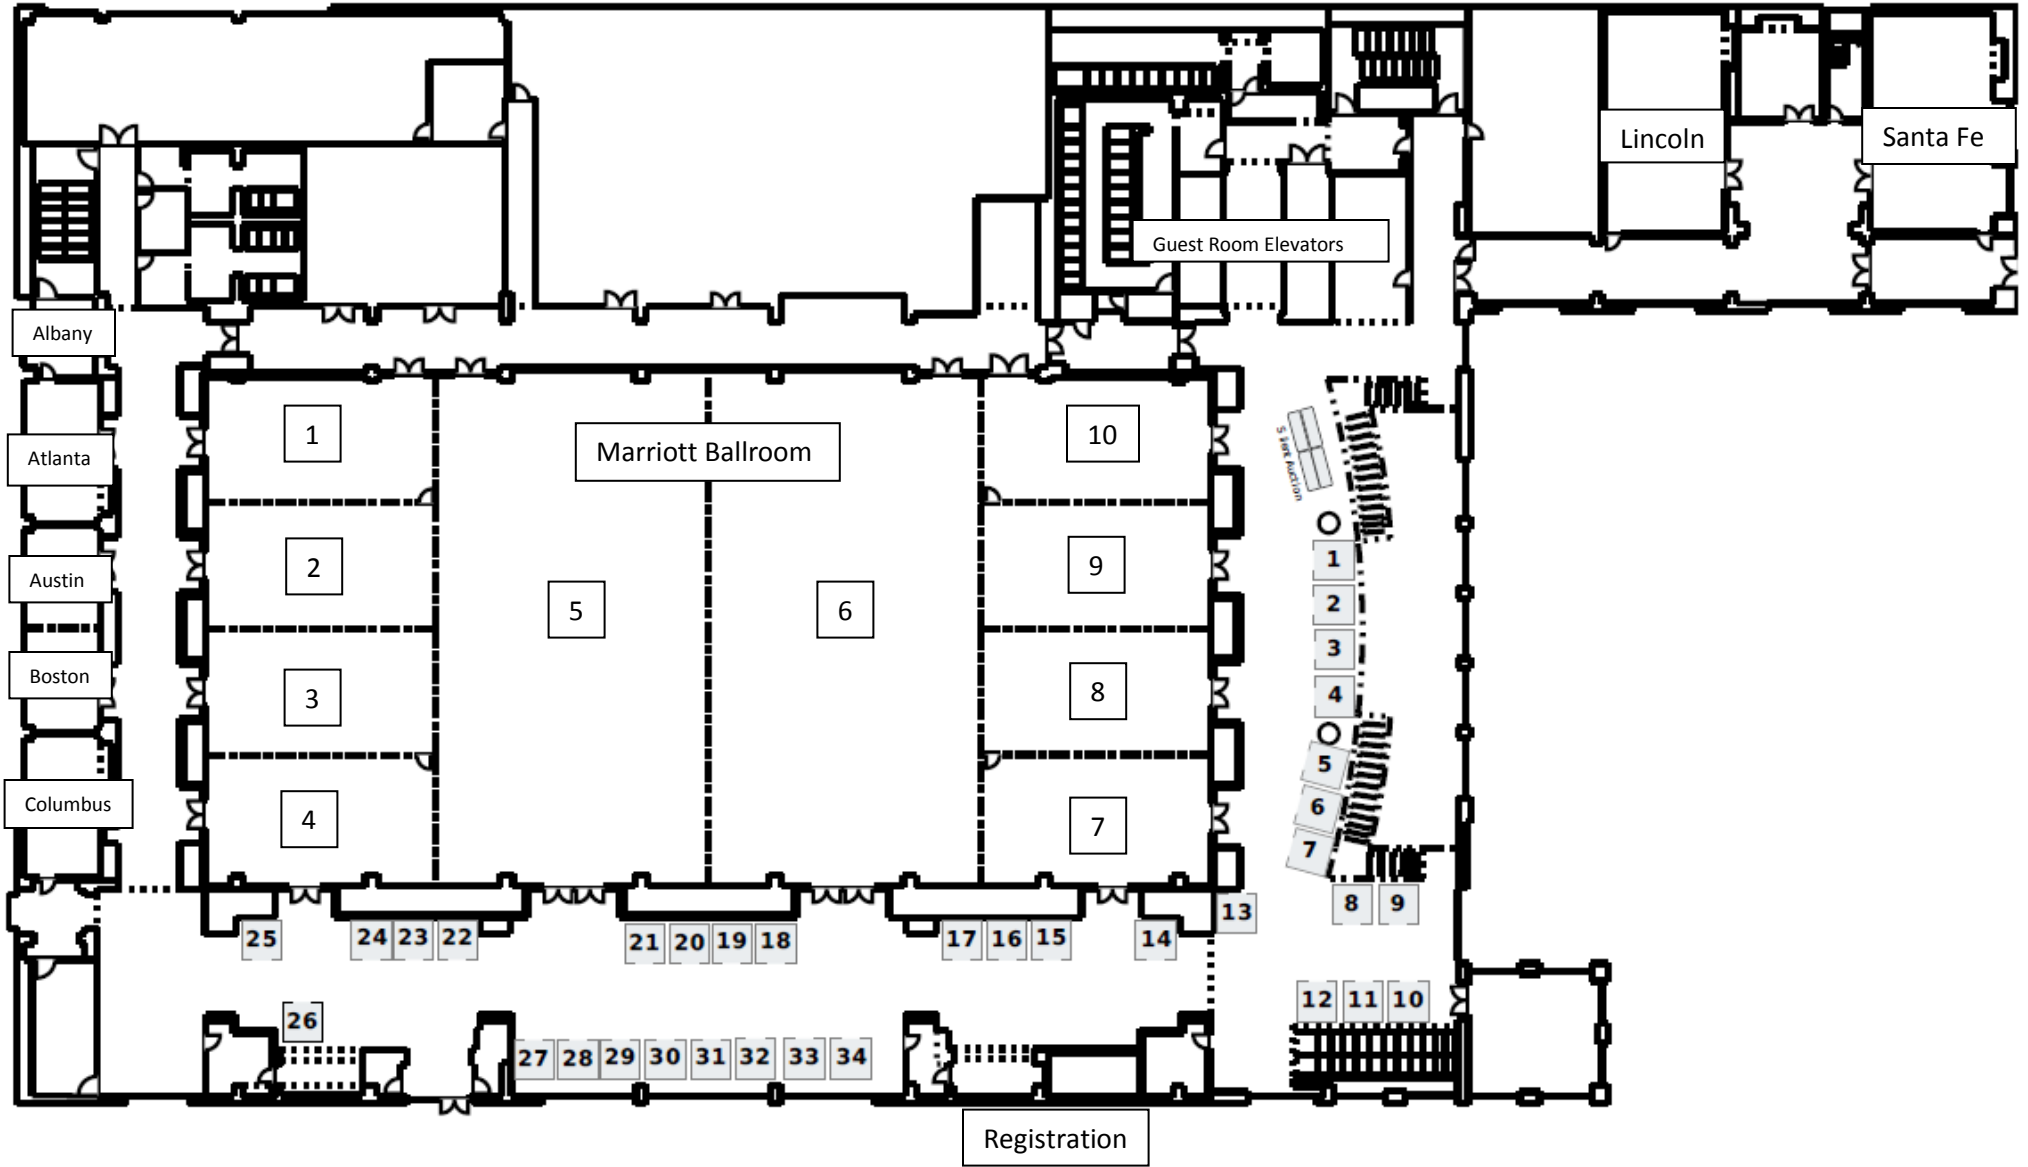 Lincoln
Santa Fe
Guest Room Elevators
Albany
Atlanta
Austin
Boston
Columbus
Marriott Ballroom
1
2
3
4
5
6
10
9
8
7
Silent Auction
1
2
3
4
5
6
7
8 9
13
25 24 23 22 21 20 19 18 17 16 15 14
12 11 10
26
27 28 29 30 31 32 33 34
Registration